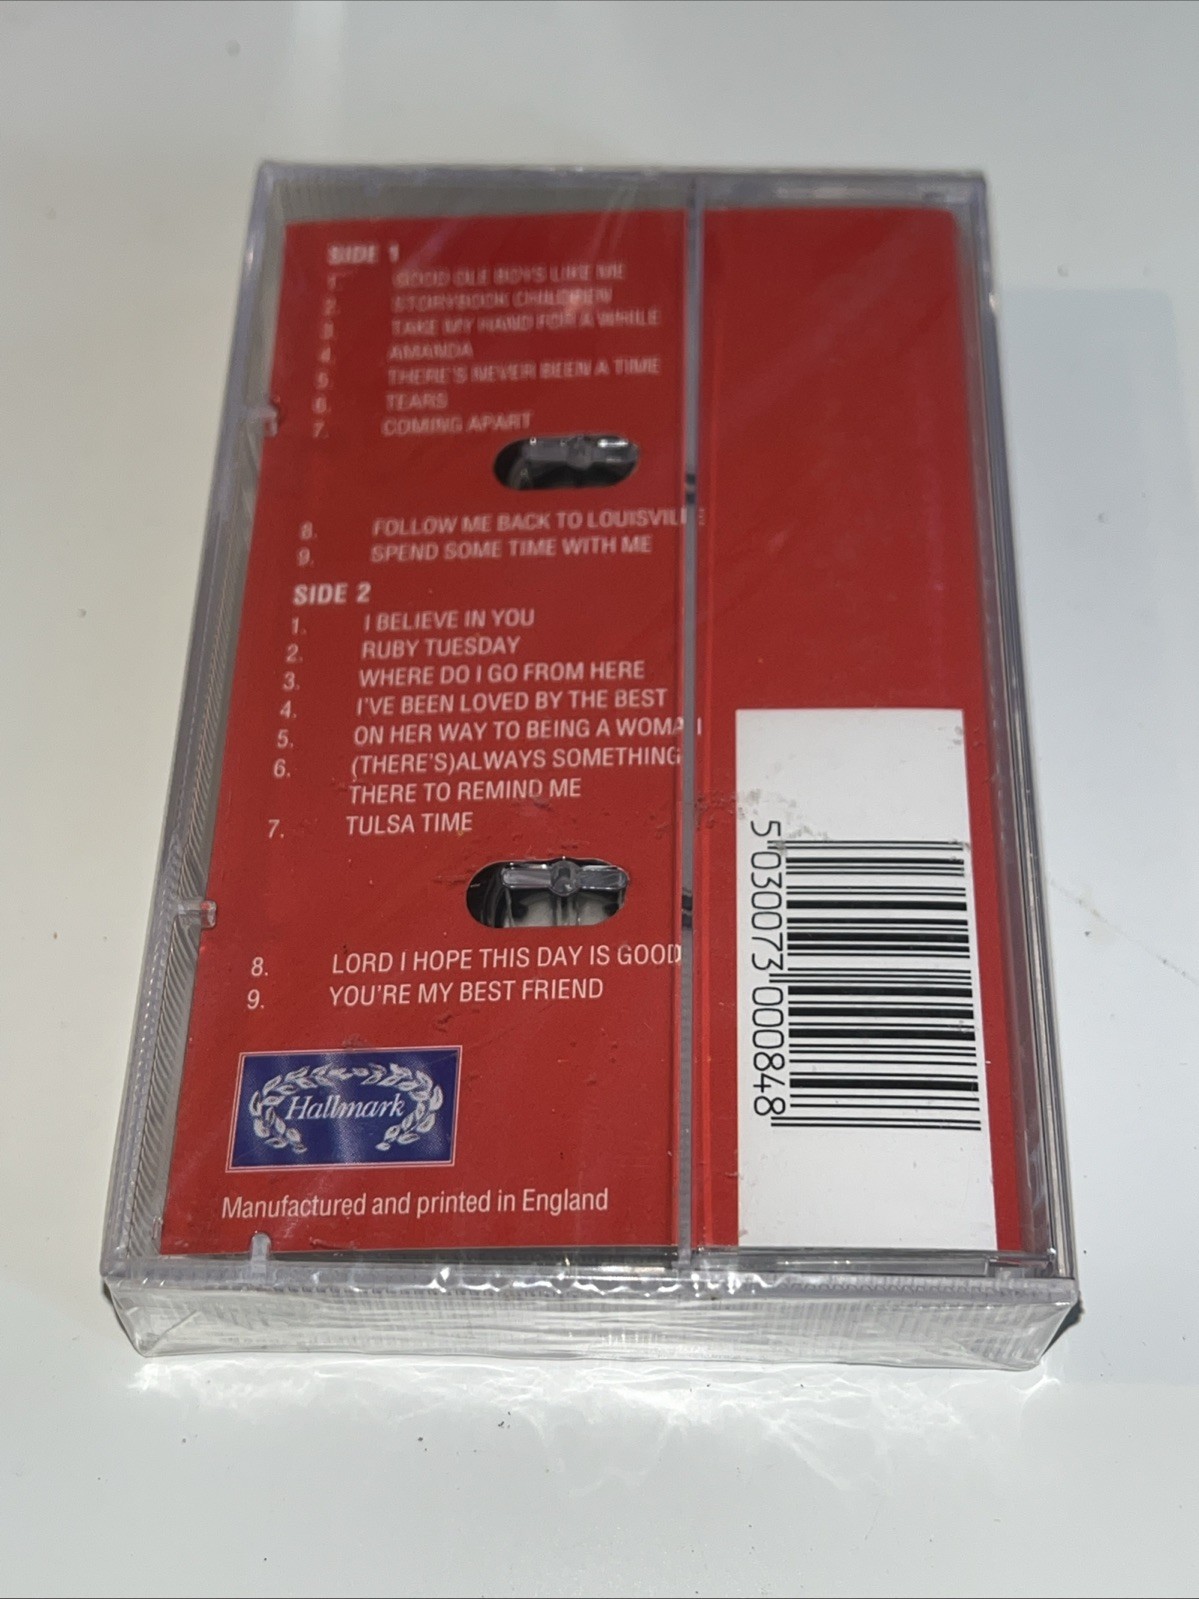 SIDE 1
1. GOOD OLE BOYS LIKE ME
2. STORYBOOK CHILDREN
3. TAKE MY HAND FOR A WHILE
4. AMANDA
5. THERE'S NEVER BEEN A TIME
6. TEARS
7. COMING APART
8. FOLLOW ME BACK TO LOUISVILLE
9. SPEND SOME TIME WITH ME
SIDE 2
1. I BELIEVE IN YOU
2. RUBY TUESDAY
3. WHERE DO I GO FROM HERE
4. I'VE BEEN LOVED BY THE BEST
5. ON HER WAY TO BEING A WOMAN
6. (THERE'S)ALWAYS SOMETHING
THERE TO REMIND ME
7. TULSA TIME
8. LORD I HOPE THIS DAY IS GOOD
9. YOU'RE MY BEST FRIEND
Hallmark
Manufactured and printed in England
5030073000848